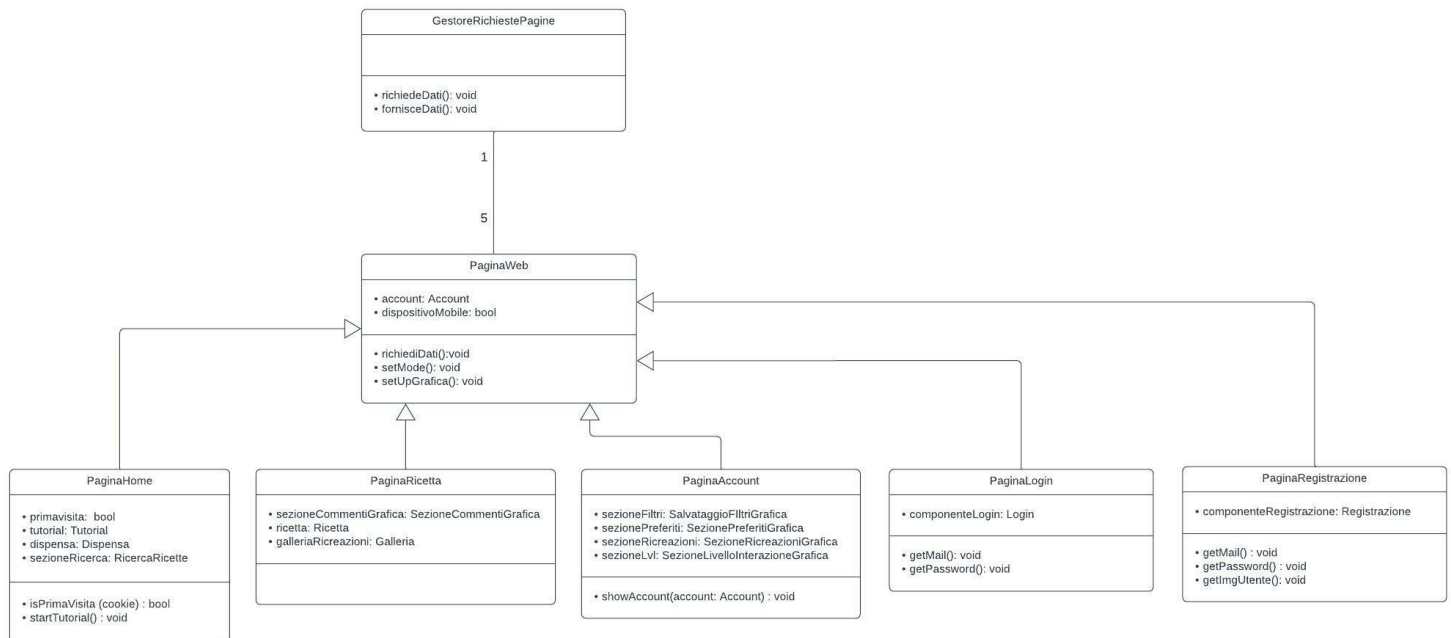 GestoreRichiestePagine
• richiedeDati(): void
• fornisceDati(): void
1
5
PaginaWeb
• account: Account
• dispositivoMobile: bool
• richiediDati():void
• setMode(): void
• setUpGrafica(): void
PaginaHome
• primavisita:  bool
• tutorial: Tutorial
• dispensa: Dispensa
• sezioneRicerca: RicercaRicette
• isPrimaVisita (cookie) : bool
• startTutorial() : void
PaginaRicetta
• sezioneCommentiGrafica: SezioneCommentiGrafica
• ricetta: Ricetta
• galleriaRicreazioni: Galleria
PaginaAccount
• sezioneFiltri: SalvataggioFIltriGrafica
• sezionePreferiti: SezionePreferitiGrafica
• sezioneRicreazioni: SezioneRicreazioniGrafica
• sezioneLvl: SezioneLivelloInterazioneGrafica
• showAccount(account: Account) : void
PaginaLogin
• componenteLogin: Login
• getMail(): void
• getPassword(): void
PaginaRegistrazione
• componenteRegistrazione: Registrazione
• getMail() : void
• getPassword() : void
• getImgUtente(): void